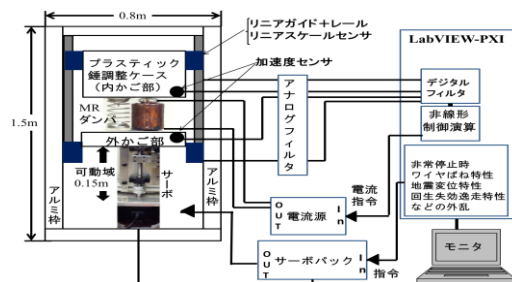 0.8m
1.5m
リニアガイド+レール
リニアスケールセンサ
加速度センサ
プラスティック
錘調整ケース
(内かご部)
MR
ダンパ
外かご部
可動域
0.15m
サーボ
アルミ枠
アルミ枠
アナログフィルタ
LabVIEW-PXI
デジタル
フィルタ
非線形
制御演算
非常停止時
ワイヤばね特性
地震変位特性
回生失効逸走特性
などの外乱
電流
指令
OUT
電流源
In
サーボパック
OUT
In
指令
モニタ